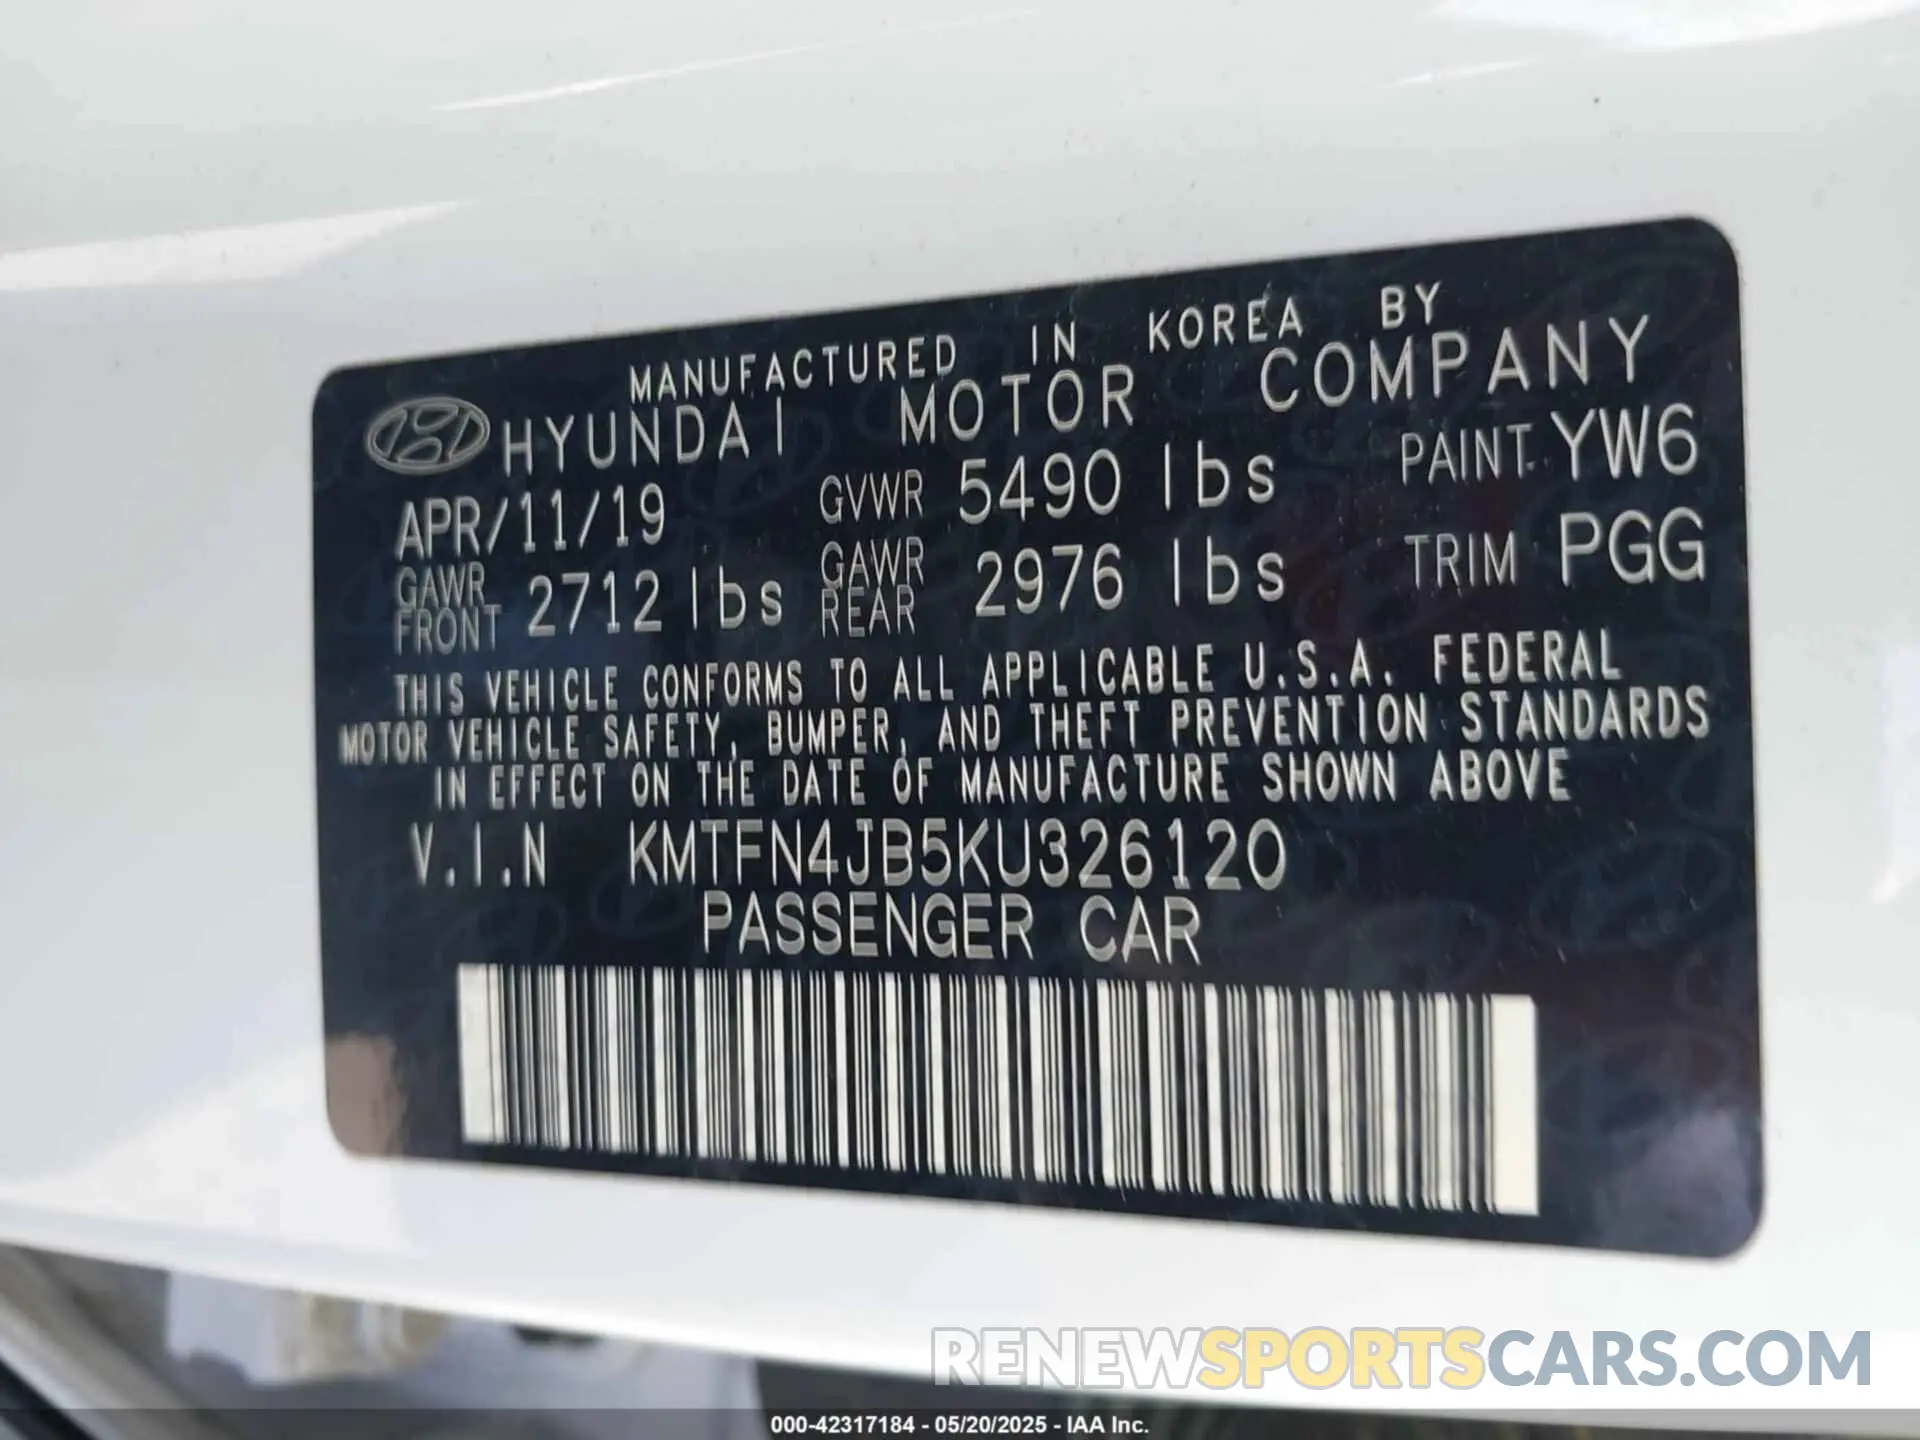 MANUFACTURED IN KOREA BY
HYUNDAI MOTOR COMPANY
APR/11/19 GVWR 5490 lbs PAINT YW6
GAWR FRONT 2712 lbs GAWR REAR 2976 lbs TRIM PGG
THIS VEHICLE CONFORMS TO ALL APPLICABLE U.S.A. FEDERAL
MOTOR VEHICLE SAFETY, BUMPER, AND THEFT PREVENTION STANDARDS
IN EFFECT ON THE DATE OF MANUFACTURE SHOWN ABOVE
V.I.N KMTFN4JB5KU326120
PASSENGER CAR
RENEWSPORTSCARS.COM
000-42317184 - 05/20/2025 - IAA Inc.